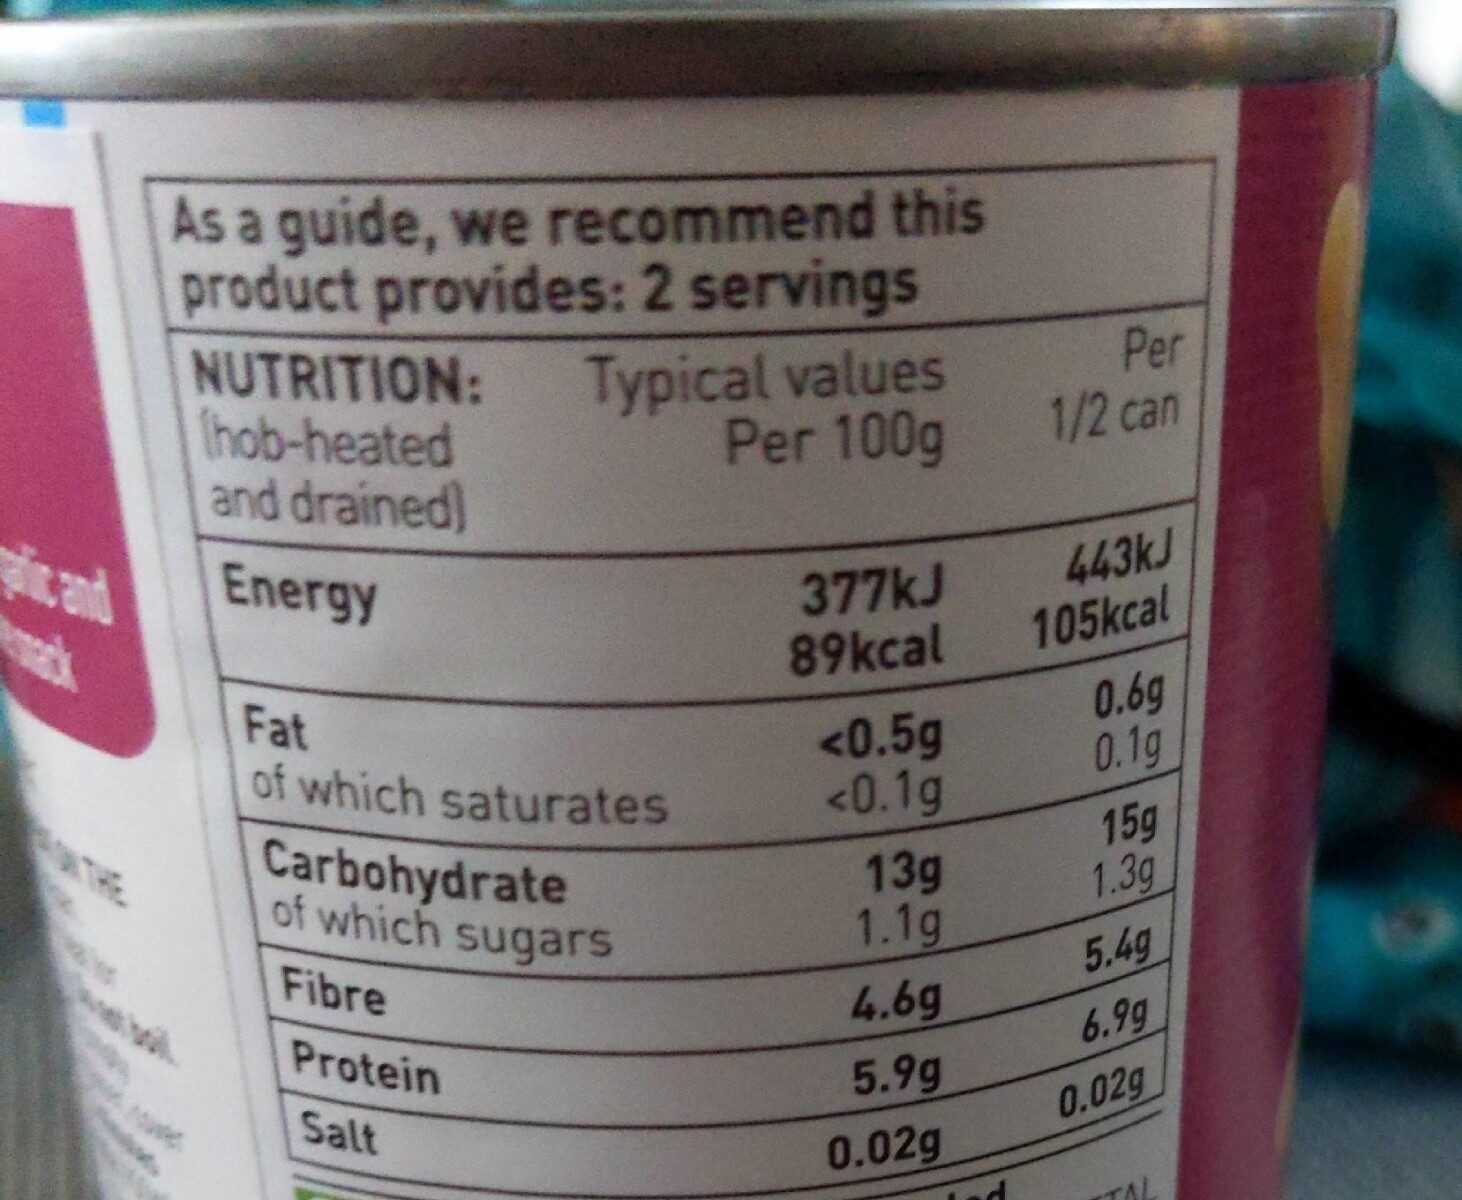 As a guide, we recommend this
product provides: 2 servings
NUTRITION: Typical values Per
(hob-heated Per 100g 1/2 can
and drained)
Energy 377kJ 443kJ
89kcal 105kcal
Fat <0.5g 0.6g
of which saturates <0.1g 0.1g
Carbohydrate 13g 15g
of which sugars 1.1g 1.3g
Fibre 4.6g 5.4g
Protein 5.9g 6.9g
Salt 0.02g 0.02g
and
THE
boil.